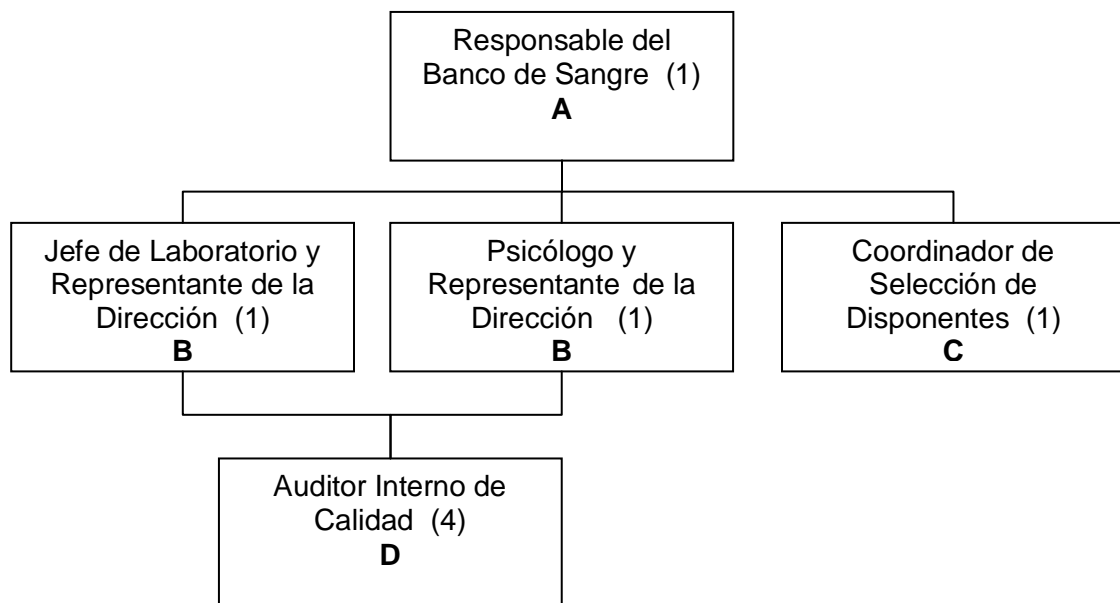 Responsable del
Banco de Sangre (1)
A
Jefe de Laboratorio y
Representante de la
Dirección (1)
B
Psicólogo y
Representante de la
Dirección (1)
B
Coordinador de
Selección de
Disponentes (1)
C
Auditor Interno de
Calidad (4)
D